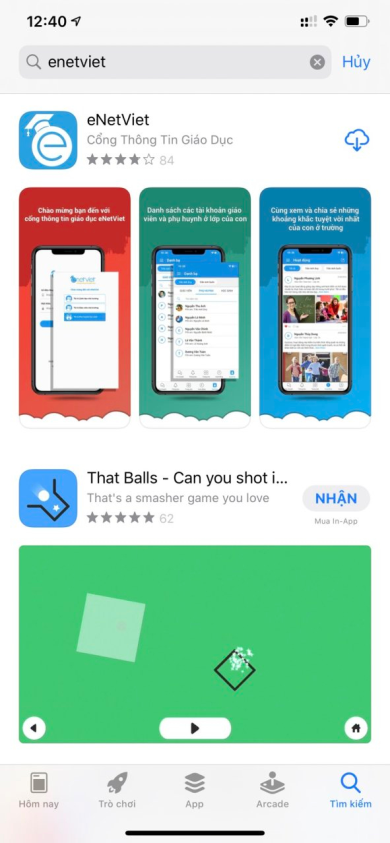 12:40
enetviet
Hủy
eNetViet
Cổng Thông Tin Giáo Dục
84
Chào mừng bạn đến với
cổng thông tin giáo dục eNetViet
Danh sách các tài khoản giáo
viên và phụ huynh ở lớp của con
Cùng xem và chia sẻ những
khoảng khắc tuyệt vời nhất
của con ở trường
That Balls - Can you shot i...
That's a smasher game you love
62
NHẬN
Mua In-App
Hôm nay
Trò chơi
App
Arcade
Tìm kiếm